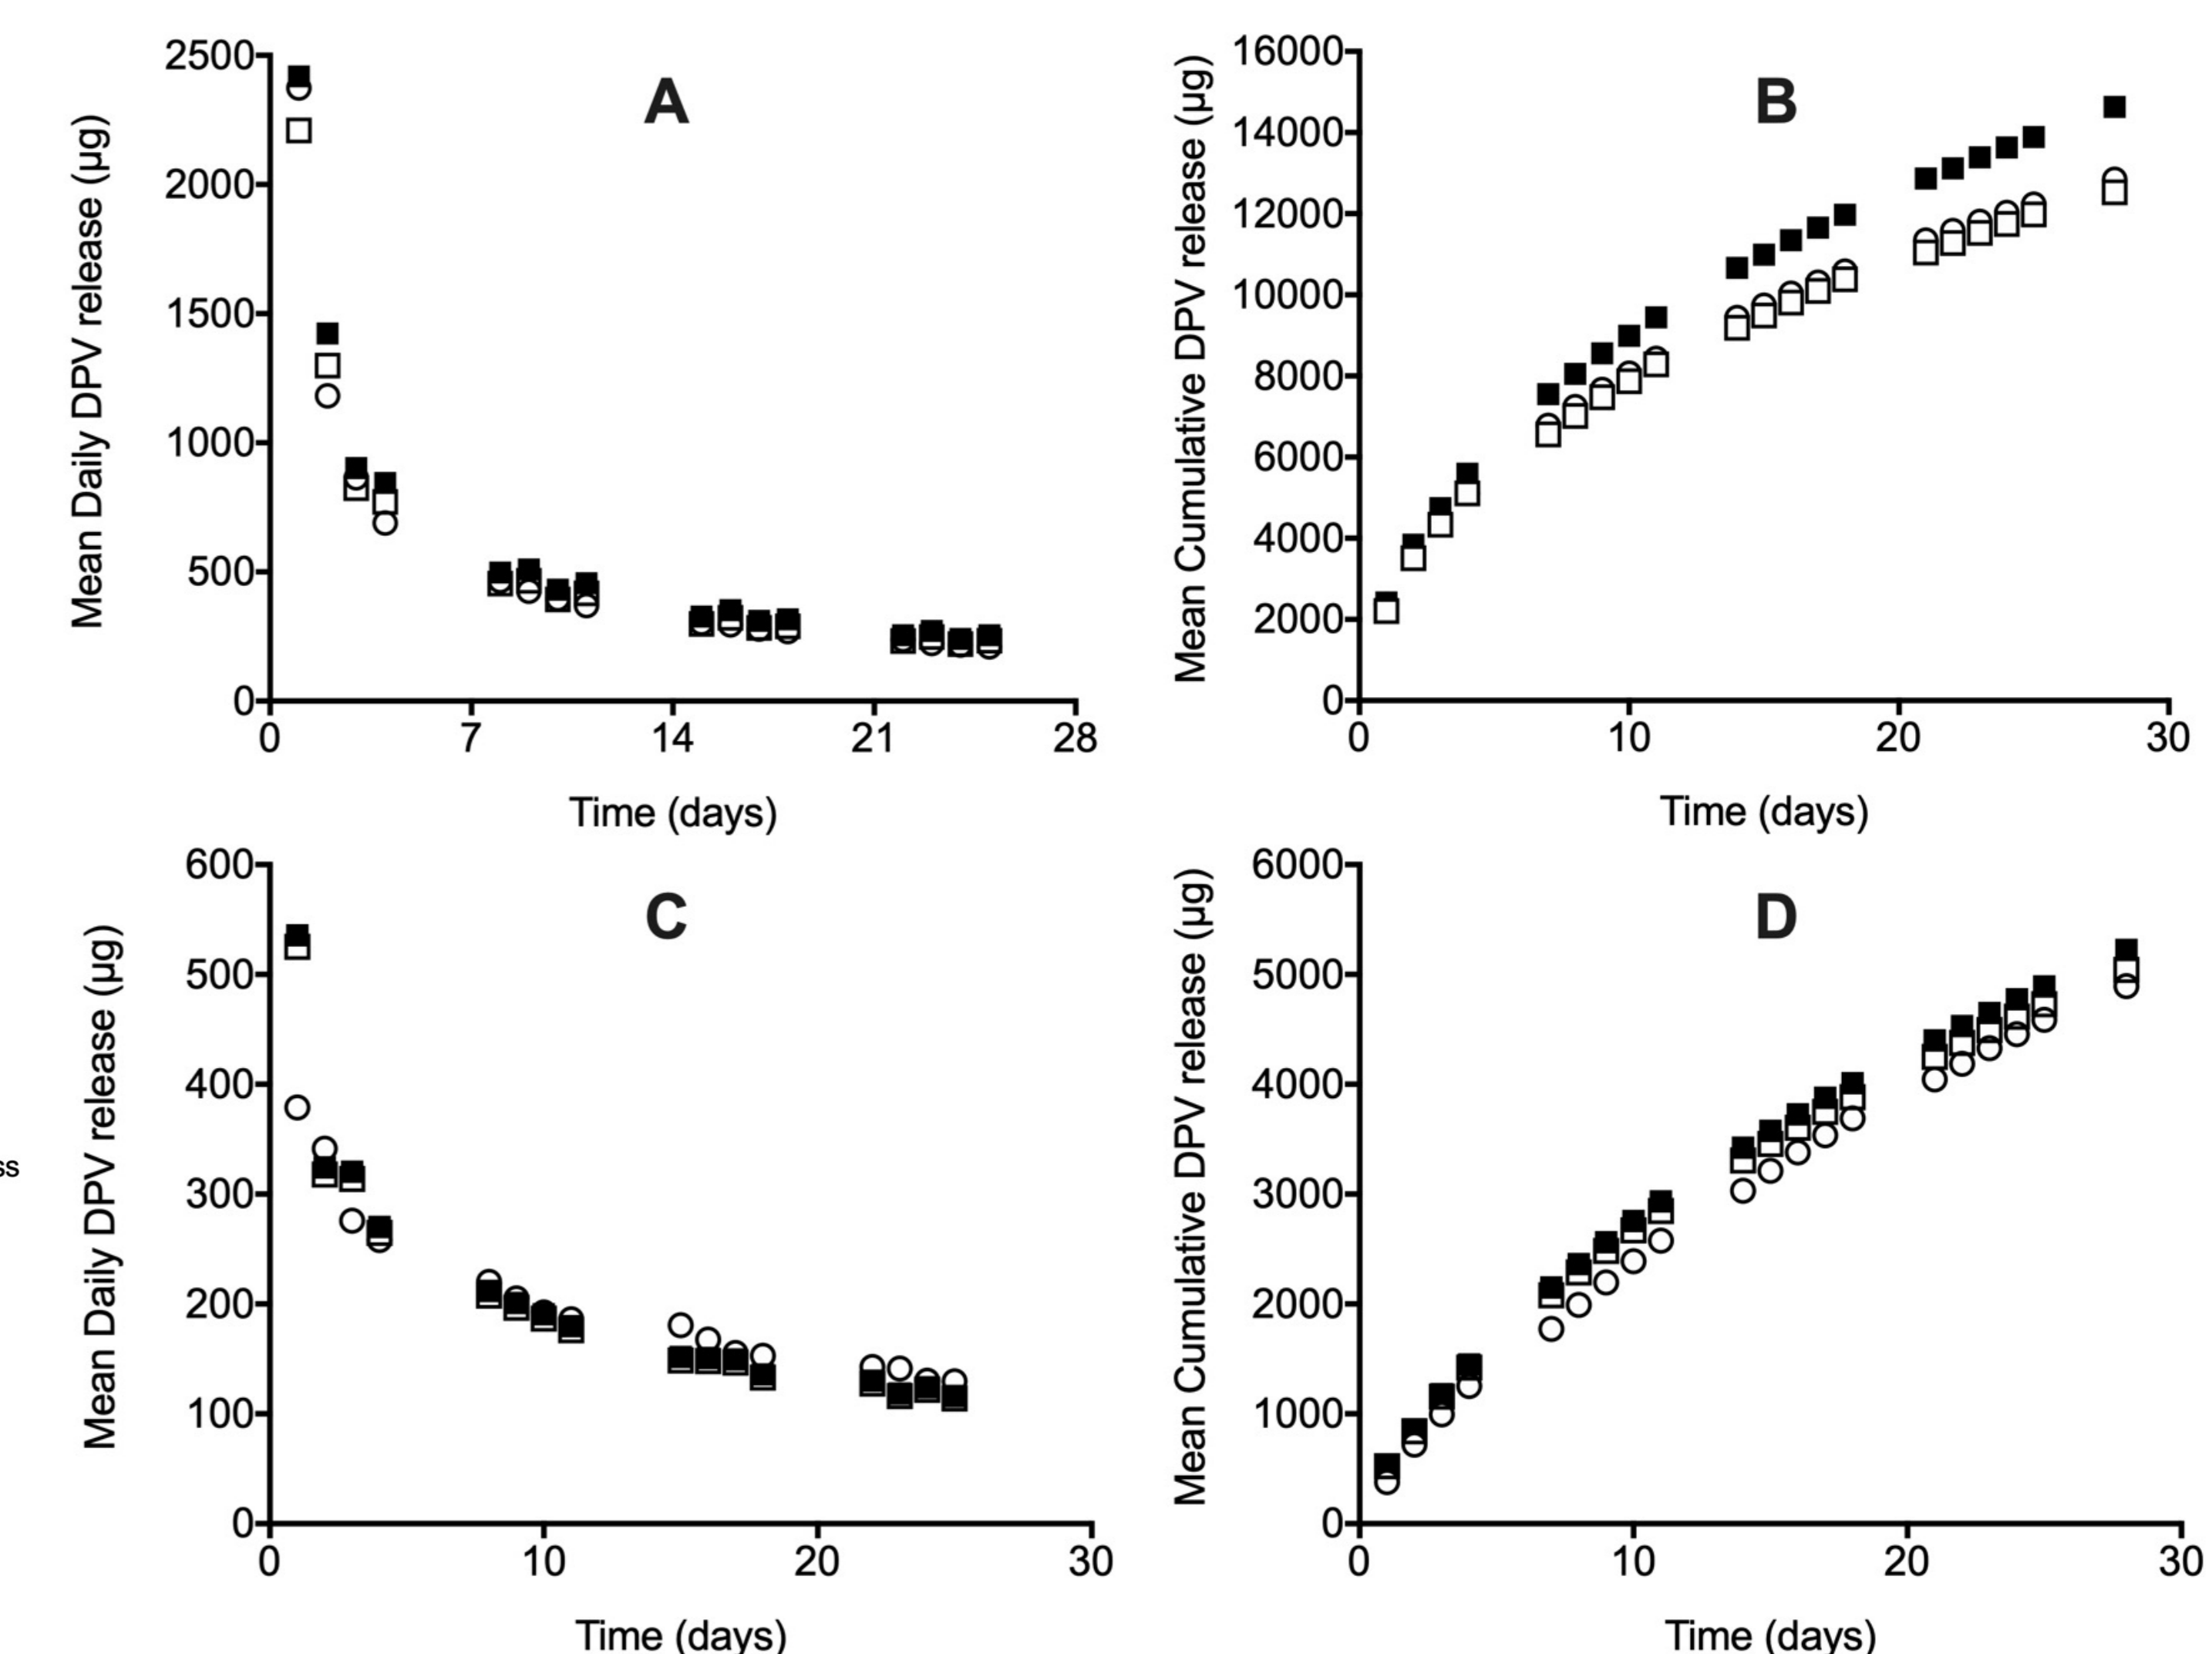 A
Mean Daily DPV release (µg)
2500
2000
1500
1000
500
0
0 7 14 21 28
Time (days)
B
Mean Cumulative DPV release (µg)
16000
14000
12000
10000
8000
6000
4000
2000
0
0 10 20 30
Time (days)
ss
C
Mean Daily DPV release (µg)
600
500
400
300
200
100
0
0 10 20 30
Time (days)
D
Mean Cumulative DPV release (µg)
6000
5000
4000
3000
2000
1000
0
0 10 20 30
Time (days)